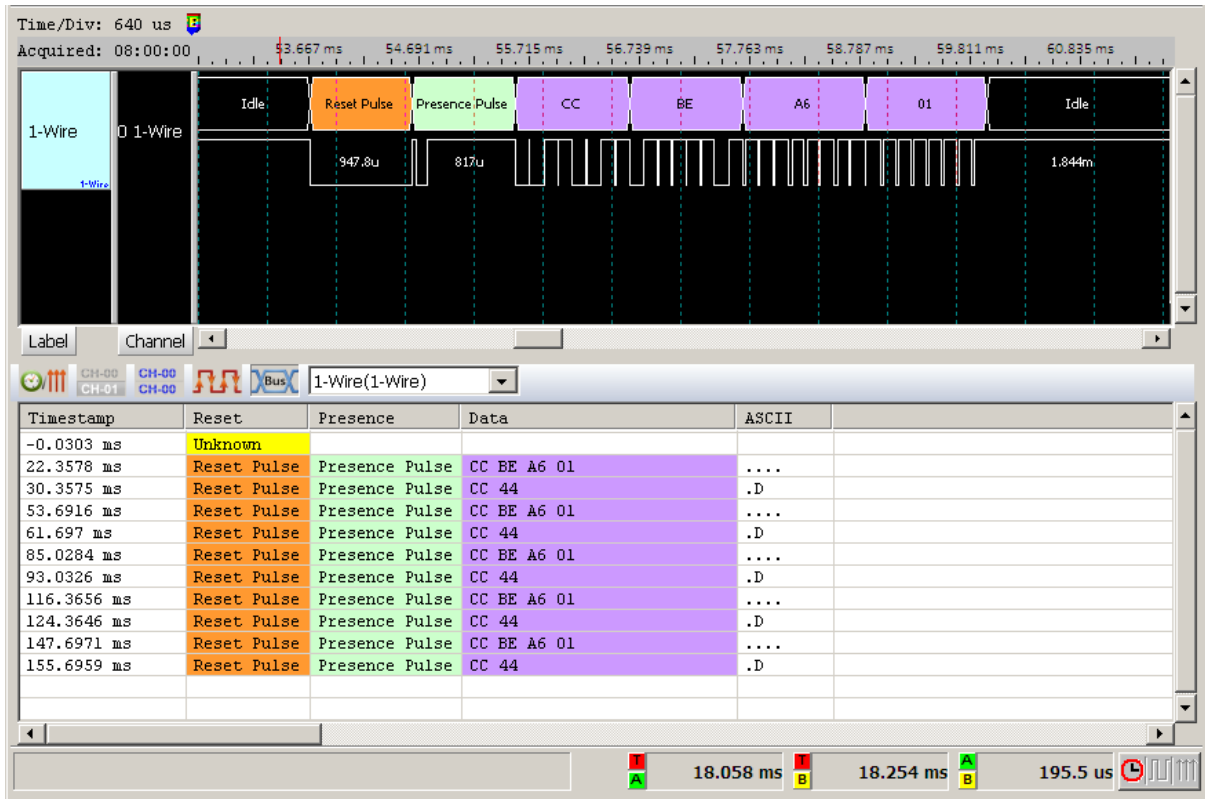 Time/Div: 640 us
Acquired: 08:00:00 53.667 ms 54.691 ms 55.715 ms 56.739 ms 57.763 ms 58.787 ms 59.811 ms 60.835 ms
Idle Reset Pulse Presence Pulse CC BE A6 01 Idle
1-Wire 0 1-Wire
947.8u 817u 1.844m
1-Wire
Label Channel
CH-00 CH-00
CH-01 CH-00
Bus 1-Wire(1-Wire)
Timestamp Reset Presence Data ASCII
-0.0303 ms Unknown
22.3578 ms Reset Pulse Presence Pulse CC BE A6 01 ....
30.3575 ms Reset Pulse Presence Pulse CC 44 .D
53.6916 ms Reset Pulse Presence Pulse CC BE A6 01 ....
61.697 ms Reset Pulse Presence Pulse CC 44 .D
85.0284 ms Reset Pulse Presence Pulse CC BE A6 01 ....
93.0326 ms Reset Pulse Presence Pulse CC 44 .D
116.3656 ms Reset Pulse Presence Pulse CC BE A6 01 ....
124.3646 ms Reset Pulse Presence Pulse CC 44 .D
147.6971 ms Reset Pulse Presence Pulse CC BE A6 01 ....
155.6959 ms Reset Pulse Presence Pulse CC 44 .D
T A 18.058 ms T B 18.254 ms A B 195.5 us